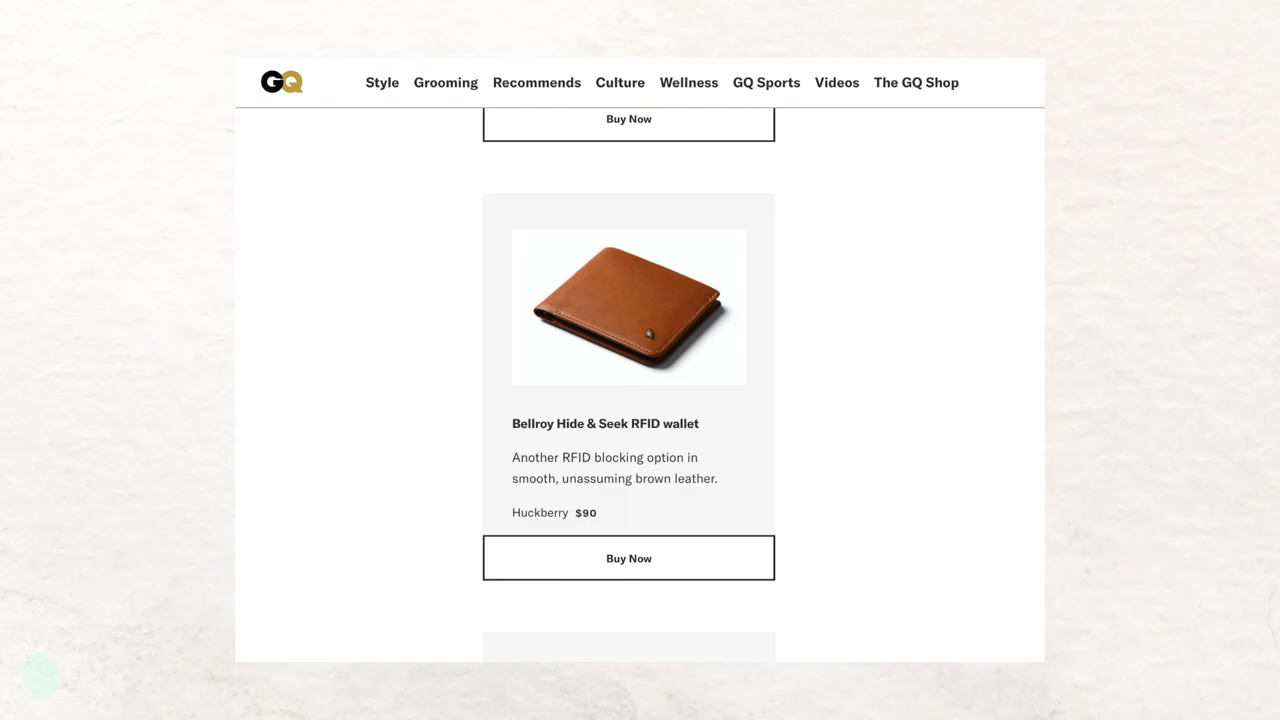 GQ Style Grooming Recommends Culture Wellness GQ Sports Videos The GQ Shop
Buy Now
Bellroy Hide & Seek RFID wallet
Another RFID blocking option in
smooth, unassuming brown leather.
Huckberry $90
Buy Now